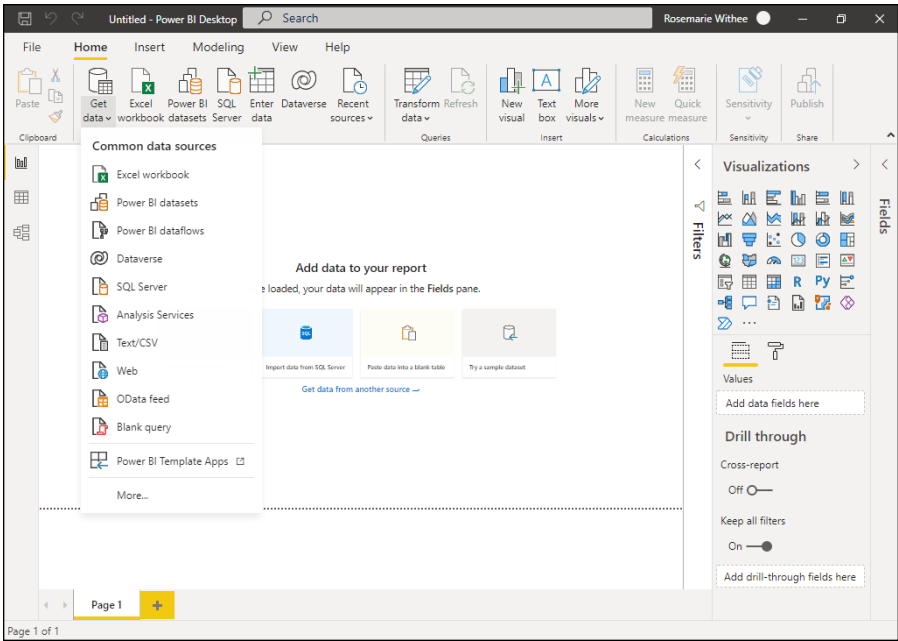 Untitled - Power BI Desktop
Search
Rosemarie Withee
File Home Insert Modeling View Help
Paste
Get data
Excel workbook
Power BI datasets
SQL Server
Enter data
Dataverse
Recent sources
Transform data
Refresh
New visual
Text box
More visuals
New measure
Quick measure
Sensitivity
Publish
Clipboard
Queries
Insert
Calculations
Sensitivity
Share
Common data sources
Excel workbook
Power BI datasets
Power BI dataflows
Dataverse
SQL Server
Analysis Services
Text/CSV
Web
OData feed
Blank query
Power BI Template Apps
More...
Add data to your report
loaded, your data will appear in the Fields pane.
SQL
Import data from SQL Server
Paste data into a blank table
Try a sample dataset
Get data from another source
Filters
Visualizations
R Py
123
...
Values
Add data fields here
Drill through
Cross-report
Off
Keep all filters
On
Add drill-through fields here
Fields
Page 1
Page 1 of 1